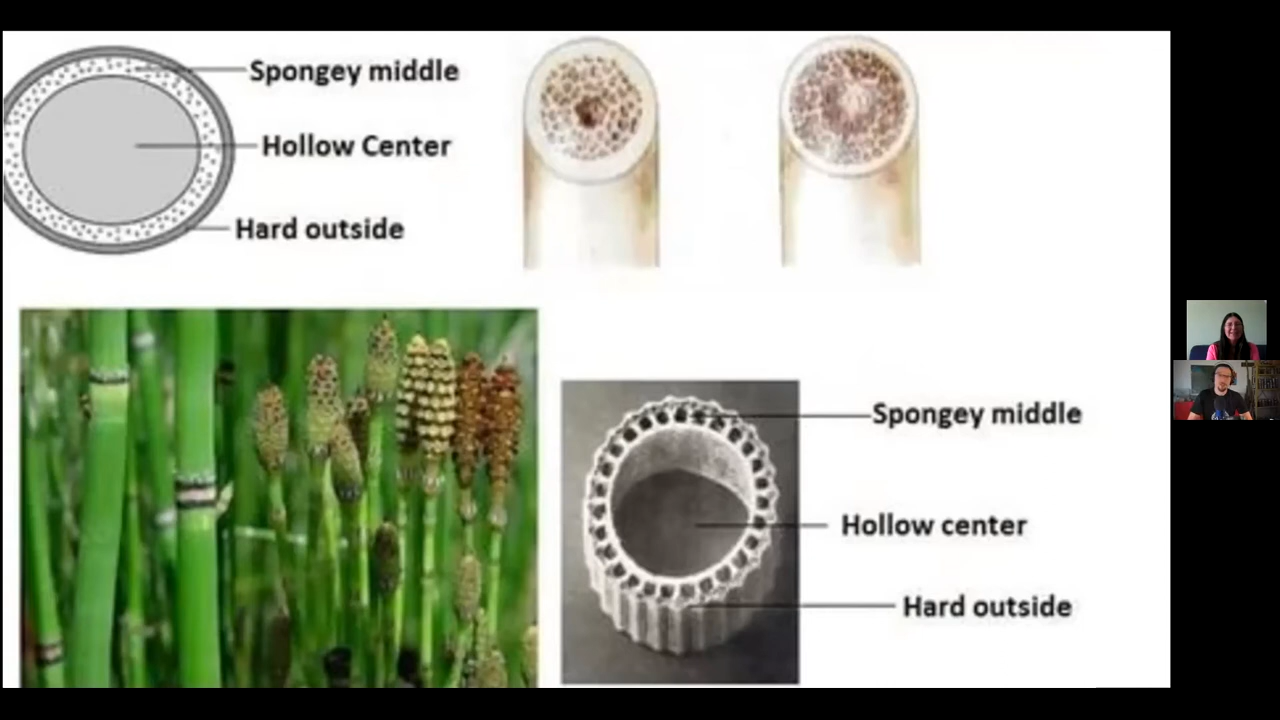 Spongey middle
Hollow Center
Hard outside
Spongey middle
Hollow center
Hard outside